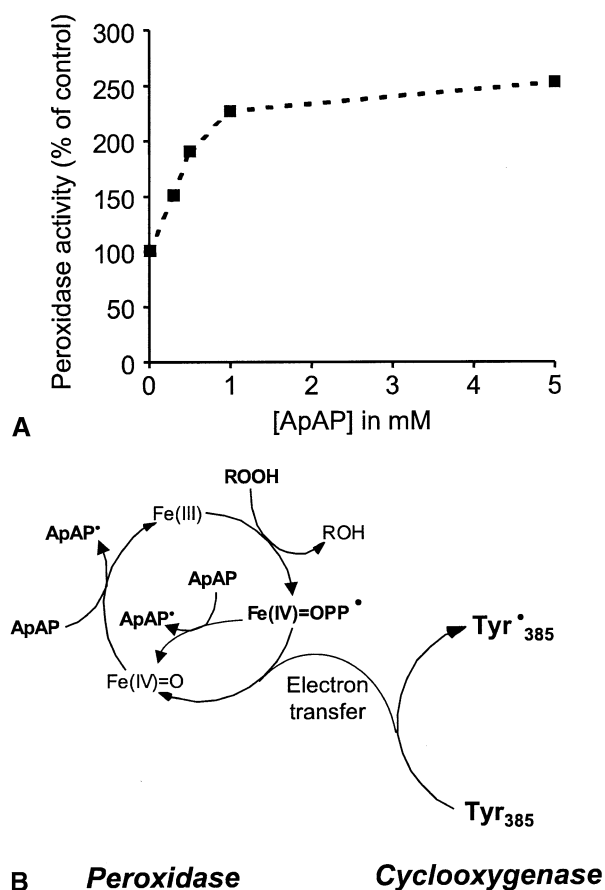 Peroxidase activity (% of control)
300
250
200
150
100
50
0
0 1 2 3 4 5
[ApAP] in mM
A
ROOH
Fe(III)
ROH
ApAP•
ApAP
ApAP•
Fe(IV)=OPP •
ApAP
Tyr•385
Fe(IV)=O
Electron
transfer
Tyr385
B Peroxidase Cyclooxygenase